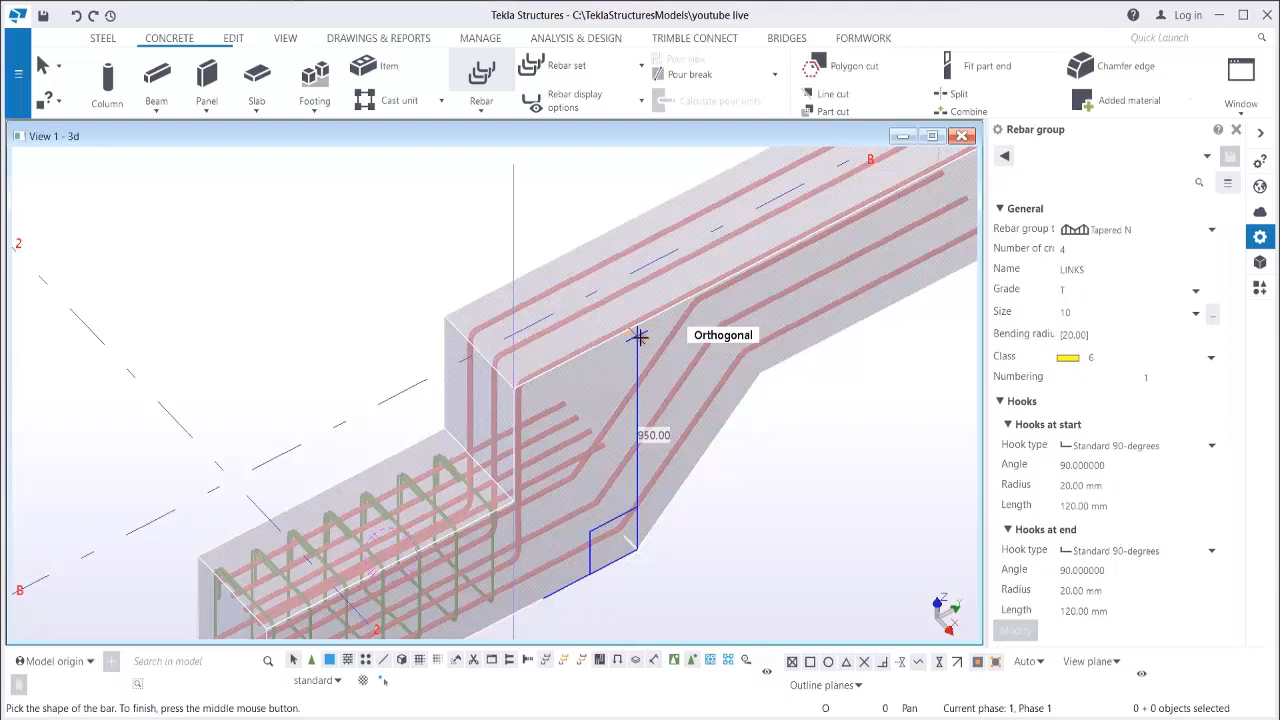 Tekla Structures - C:\TeklaStructuresModels\youtube live
Log in
STEEL CONCRETE EDIT VIEW DRAWINGS & REPORTS MANAGE ANALYSIS & DESIGN TRIMBLE CONNECT BRIDGES FORMWORK Quick Launch
Column
Beam
Panel
Slab
Footing
Item
Cast unit
Rebar
Rebar set
Rebar display
options
Pour view
Pour break
Calculate pour units
Polygon cut
Line cut
Part cut
Fit part end
Split
Combine
Chamfer edge
Added material
Window
View 1 - 3d
B
2
Orthogonal
950.00
B
2
Z
Y
X
Rebar group
General
Rebar group t Tapered N
Number of cr 4
Name LINKS
Grade T
Size 10 ...
Bending radiu [20.00]
Class 6
Numbering 1
Hooks
Hooks at start
Hook type Standard 90-degrees
Angle 90.000000
Radius 20.00 mm
Length 120.00 mm
Hooks at end
Hook type Standard 90-degrees
Angle 90.000000
Radius 20.00 mm
Length 120.00 mm
Modify
Model origin Search in model
standard
Auto View plane
Outline planes
Pick the shape of the bar. To finish, press the middle mouse button. O 0 Pan Current phase: 1, Phase 1 0 + 0 objects selected